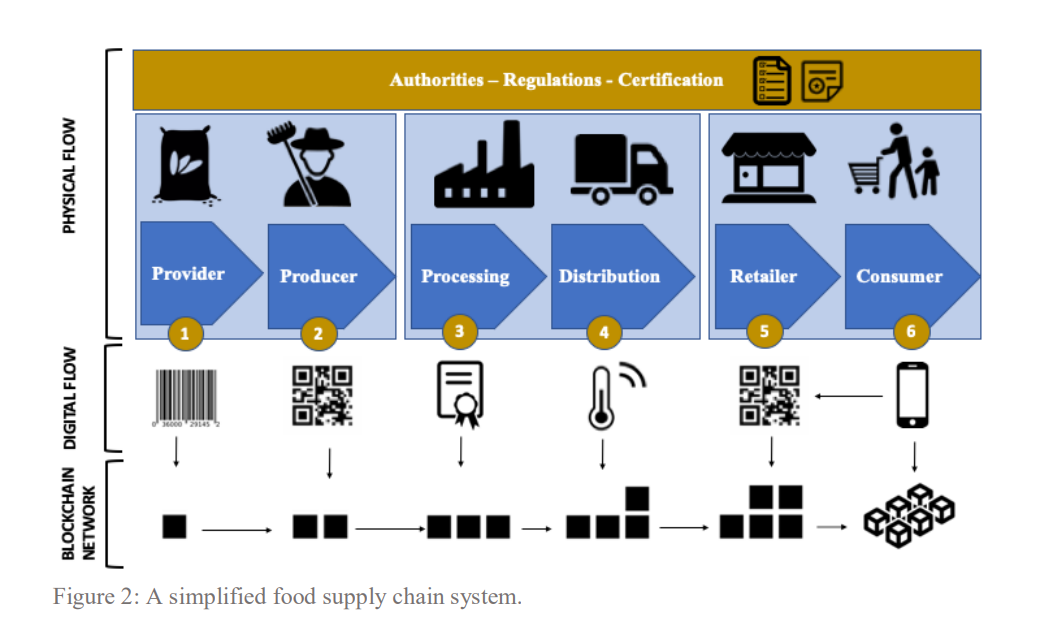 Authorities – Regulations - Certification
PHYSICAL FLOW
Provider
Producer
Processing
Distribution
Retailer
Consumer
1
2
3
4
5
6
DIGITAL FLOW
0 36000 29145 2
BLOCKCHAIN
NETWORK
Figure 2: A simplified food supply chain system.